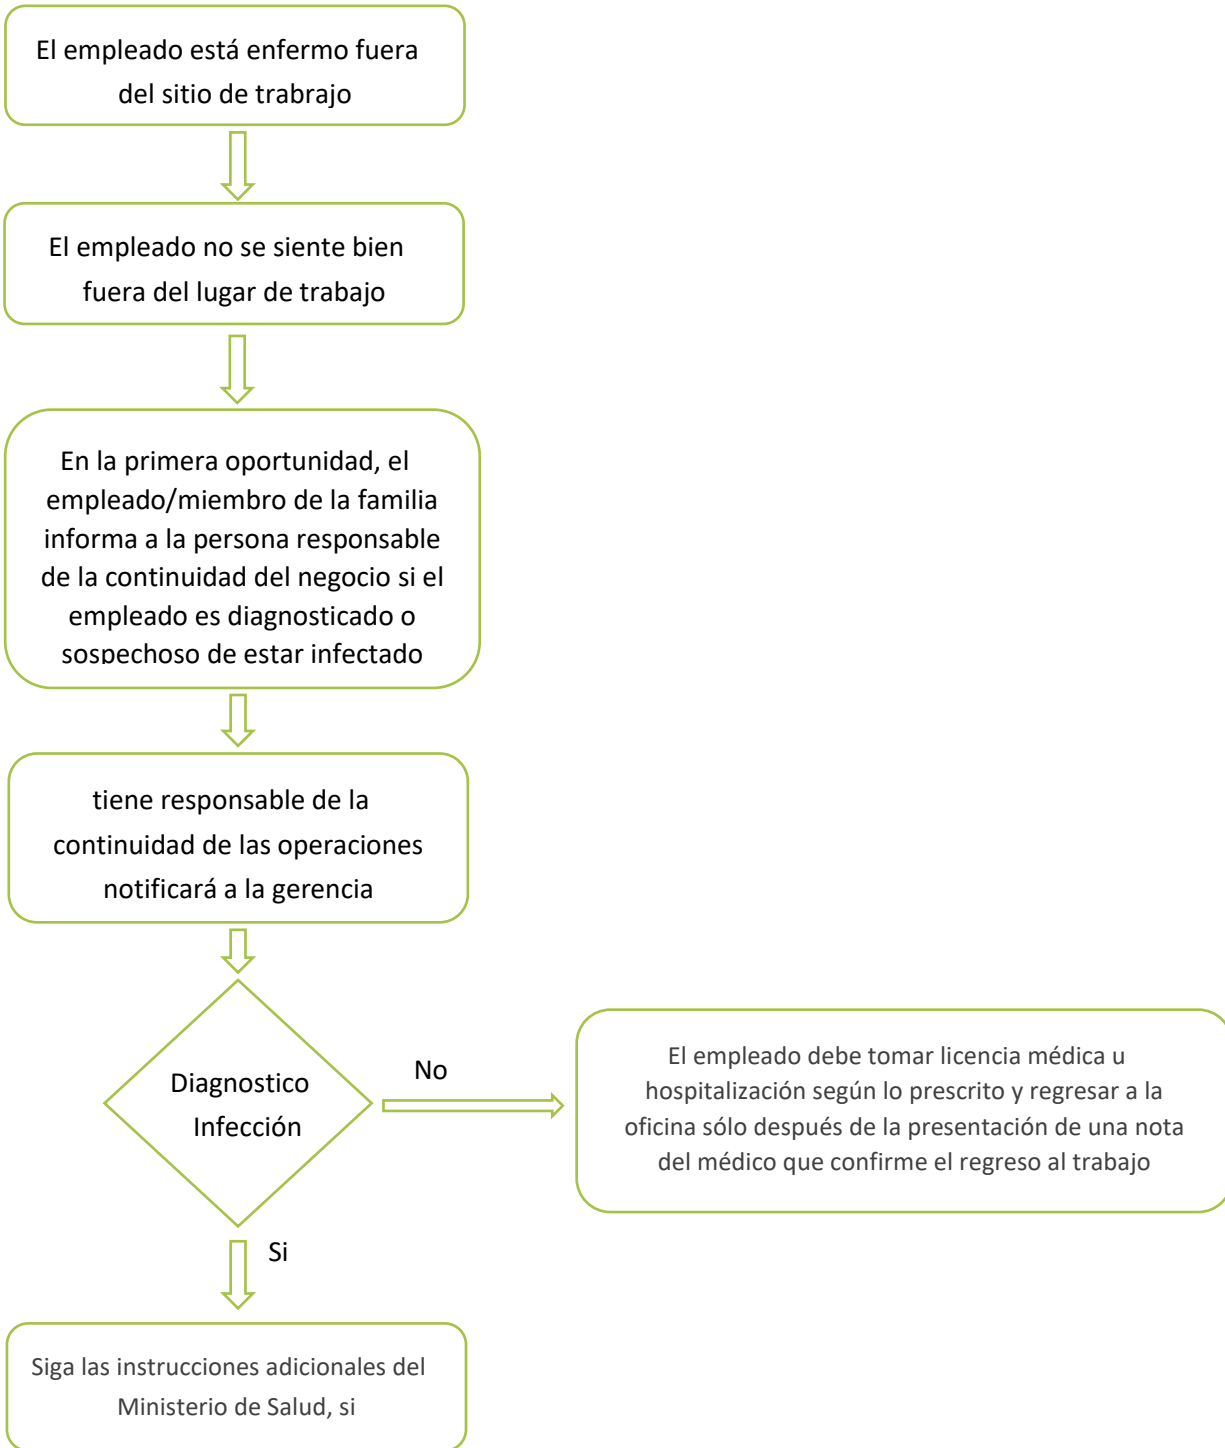 El empleado está enfermo fuera
del sitio de trabrajo
El empleado no se siente bien
fuera del lugar de trabajo
En la primera oportunidad, el
empleado/miembro de la familia
informa a la persona responsable
de la continuidad del negocio si el
empleado es diagnosticado o
sospechoso de estar infectado
tiene responsable de la
continuidad de las operaciones
notificará a la gerencia
Diagnostico
Infección
No
El empleado debe tomar licencia médica u
hospitalización según lo prescrito y regresar a la
oficina sólo después de la presentación de una nota
del médico que confirme el regreso al trabajo
Si
Siga las instrucciones adicionales del
Ministerio de Salud, si